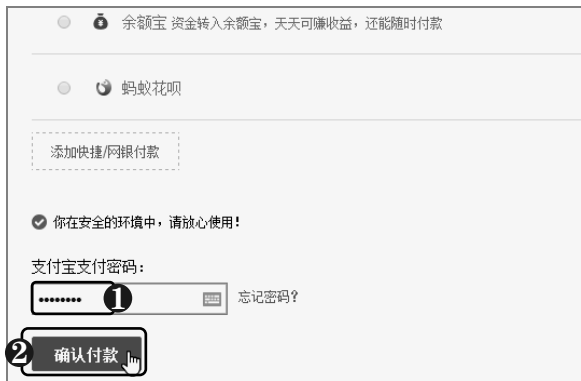 余额宝 资金转入余额宝，天天可赚收益，还能随时付款
蚂蚁花呗
添加快捷/网银付款
你在安全的环境中，请放心使用！
支付宝支付密码：
•••••••• 1 忘记密码？
2 确认付款